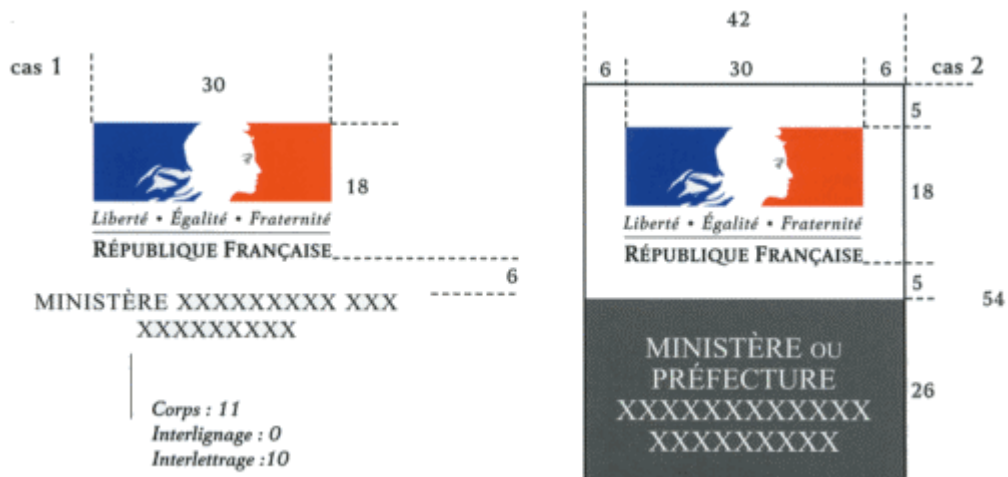 cas 1
30
18
Liberté • Égalité • Fraternité
RÉPUBLIQUE FRANÇAISE
6
MINISTÈRE XXXXXXXXX XXX
XXXXXXXXX
Corps : 11
Interlignage : 0
Interlettrage :10
42
6 30 6
cas 2
5
18
Liberté • Égalité • Fraternité
RÉPUBLIQUE FRANÇAISE
5
54
MINISTÈRE OU
PRÉFECTURE
XXXXXXXXXXXX
XXXXXXXXX
26